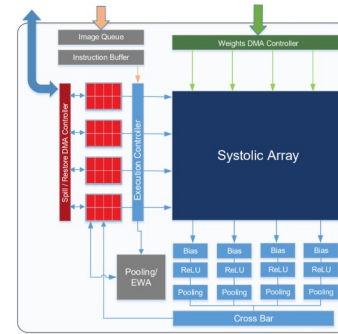 Image Queue
Instruction Buffer
Weights DMA Controller
Spill / Restore DMA Controller
Execution Controller
Systolic Array
Pooling/
EWA
Bias
Bias
Bias
Bias
ReLU
ReLU
ReLU
ReLU
Pooling
Pooling
Pooling
Pooling
Cross Bar